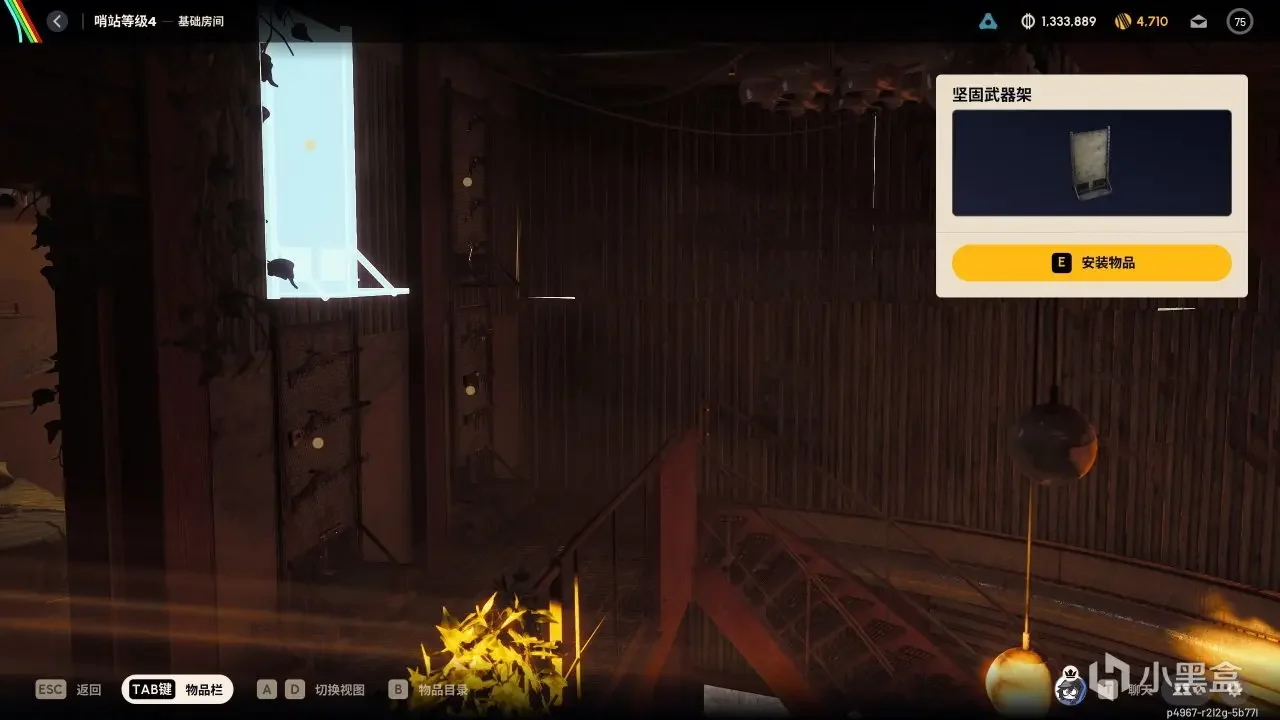 哨站等级4 — 基础房间
1,333,889
4,710
75
坚固武器架
E 安装物品
ESC 返回
TAB键 物品栏
A D 切换视图
B 物品目录
聊天
小黑盒
p4967-r2l2g-5b77l